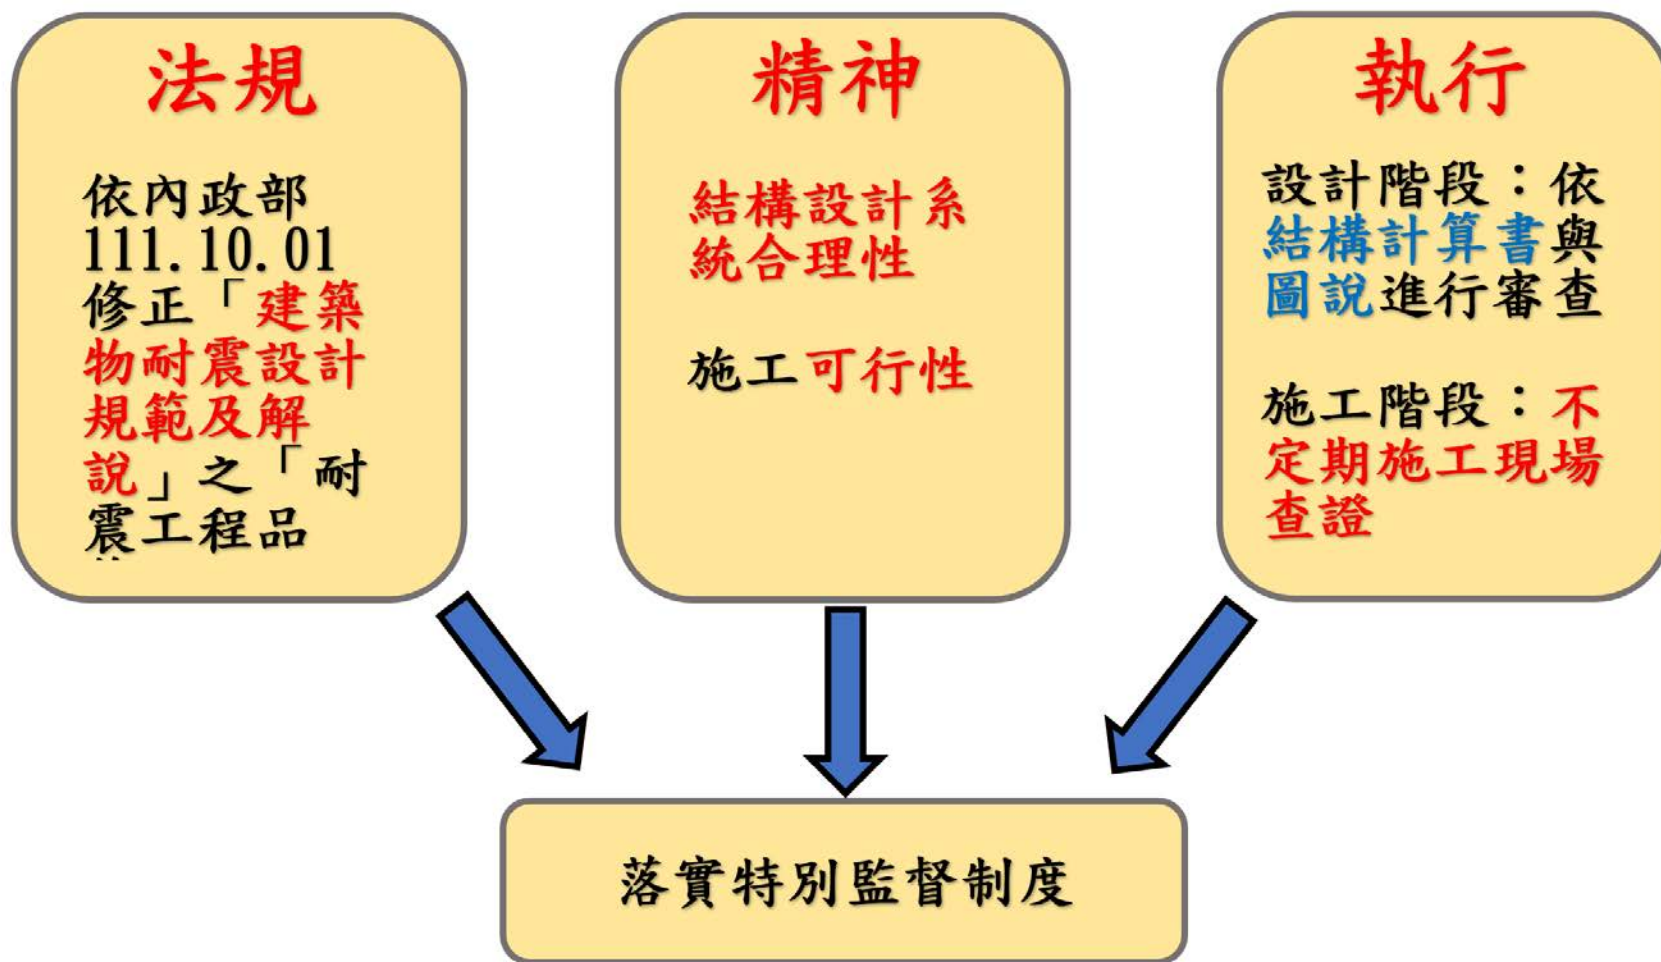 法規
依內政部
111.10.01
修正「建築
物耐震設計
規範及解
說」之「耐
震工程品
精神
結構設計系
統合理性
施工可行性
執行
設計階段：依
結構計算書與
圖說進行審查
施工階段：不
定期施工現場
查證
落實特別監督制度